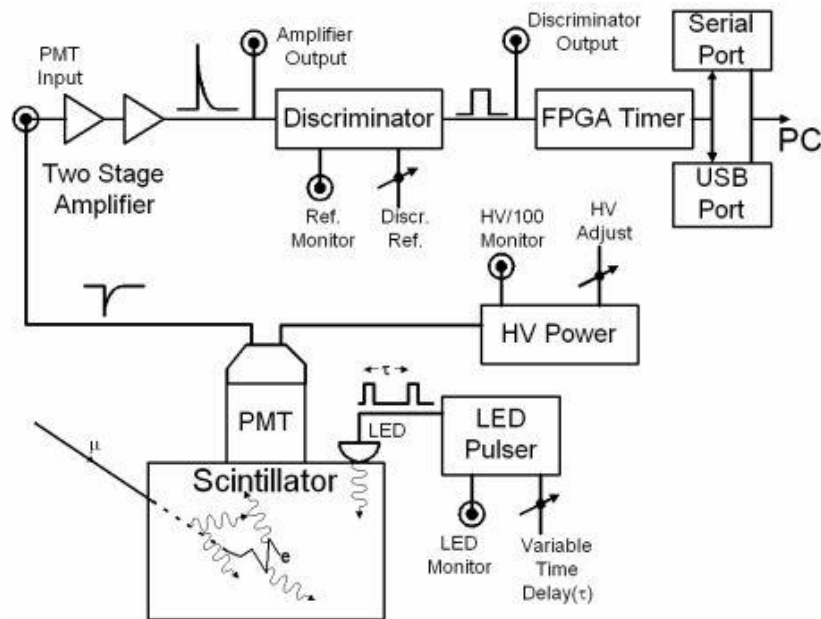 PMT
Input
Two Stage
Amplifier
Amplifier
Output
Discriminator
Ref.
Monitor
Discr.
Ref.
Discriminator
Output
FPGA Timer
Serial
Port
PC
USB
Port
HV/100
Monitor
HV
Adjust
HV Power
PMT
τ
LED
LED
Pulser
LED
Monitor
Variable
Time
Delay(τ)
μ
Scintillator
e